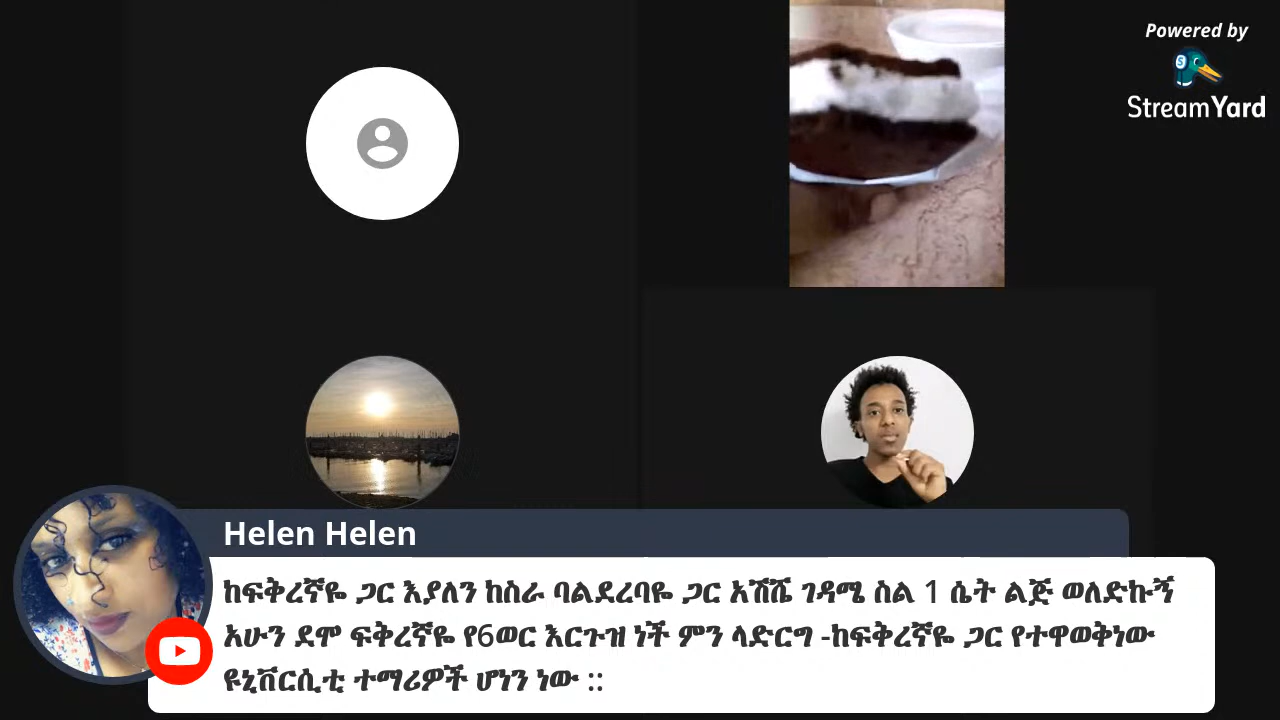 Powered by
StreamYard
Helen Helen
ከፍቅረኛዬ ጋር እያለን ከስራ ባልደረባዬ ጋር አሽሼ ገዳሜ ስል 1 ሴት ልጅ ወለድኩኝ
አሁን ደሞ ፍቅረኛዬ የ6ወር እርጉዝ ነች ምን ላድርግ -ከፍቅረኛዬ ጋር የተዋወቅነው
ዩኒቨርሲቲ ተማሪዎች ሆነን ነው ::